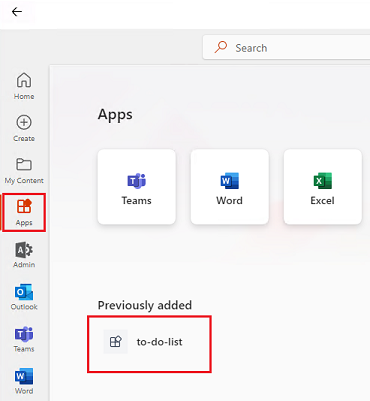 Search
Home
Create
My Content
Apps
Admin
Outlook
Teams
Word
Apps
Teams
Word
Excel
Previously added
to-do-list